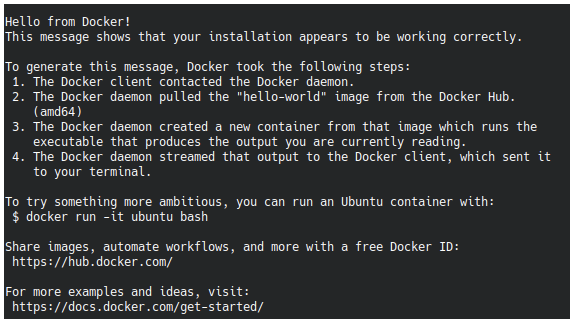 Hello from Docker!
This message shows that your installation appears to be working correctly.

To generate this message, Docker took the following steps:
 1. The Docker client contacted the Docker daemon.
 2. The Docker daemon pulled the "hello-world" image from the Docker Hub.
    (amd64)
 3. The Docker daemon created a new container from that image which runs the
    executable that produces the output you are currently reading.
 4. The Docker daemon streamed that output to the Docker client, which sent it
    to your terminal.

To try something more ambitious, you can run an Ubuntu container with:
 $ docker run -it ubuntu bash

Share images, automate workflows, and more with a free Docker ID:
 https://hub.docker.com/

For more examples and ideas, visit:
 https://docs.docker.com/get-started/